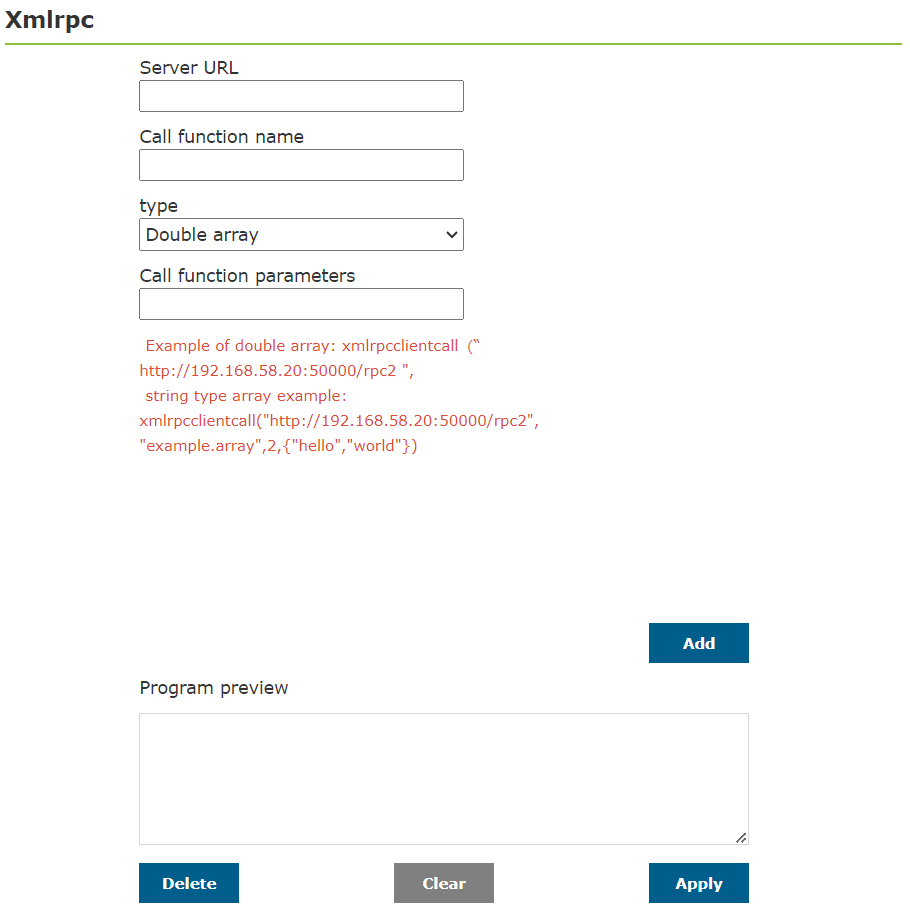 Xmlrpc
Server URL
Call function name
type
Double array
Call function parameters
Example of double array: xmlrpcclientcall (“
http://192.168.58.20:50000/rpc2 ",
string type array example:
xmlrpcclientcall("http://192.168.58.20:50000/rpc2",
"example.array",2,{"hello","world"})
Add
Program preview
Delete Clear Apply